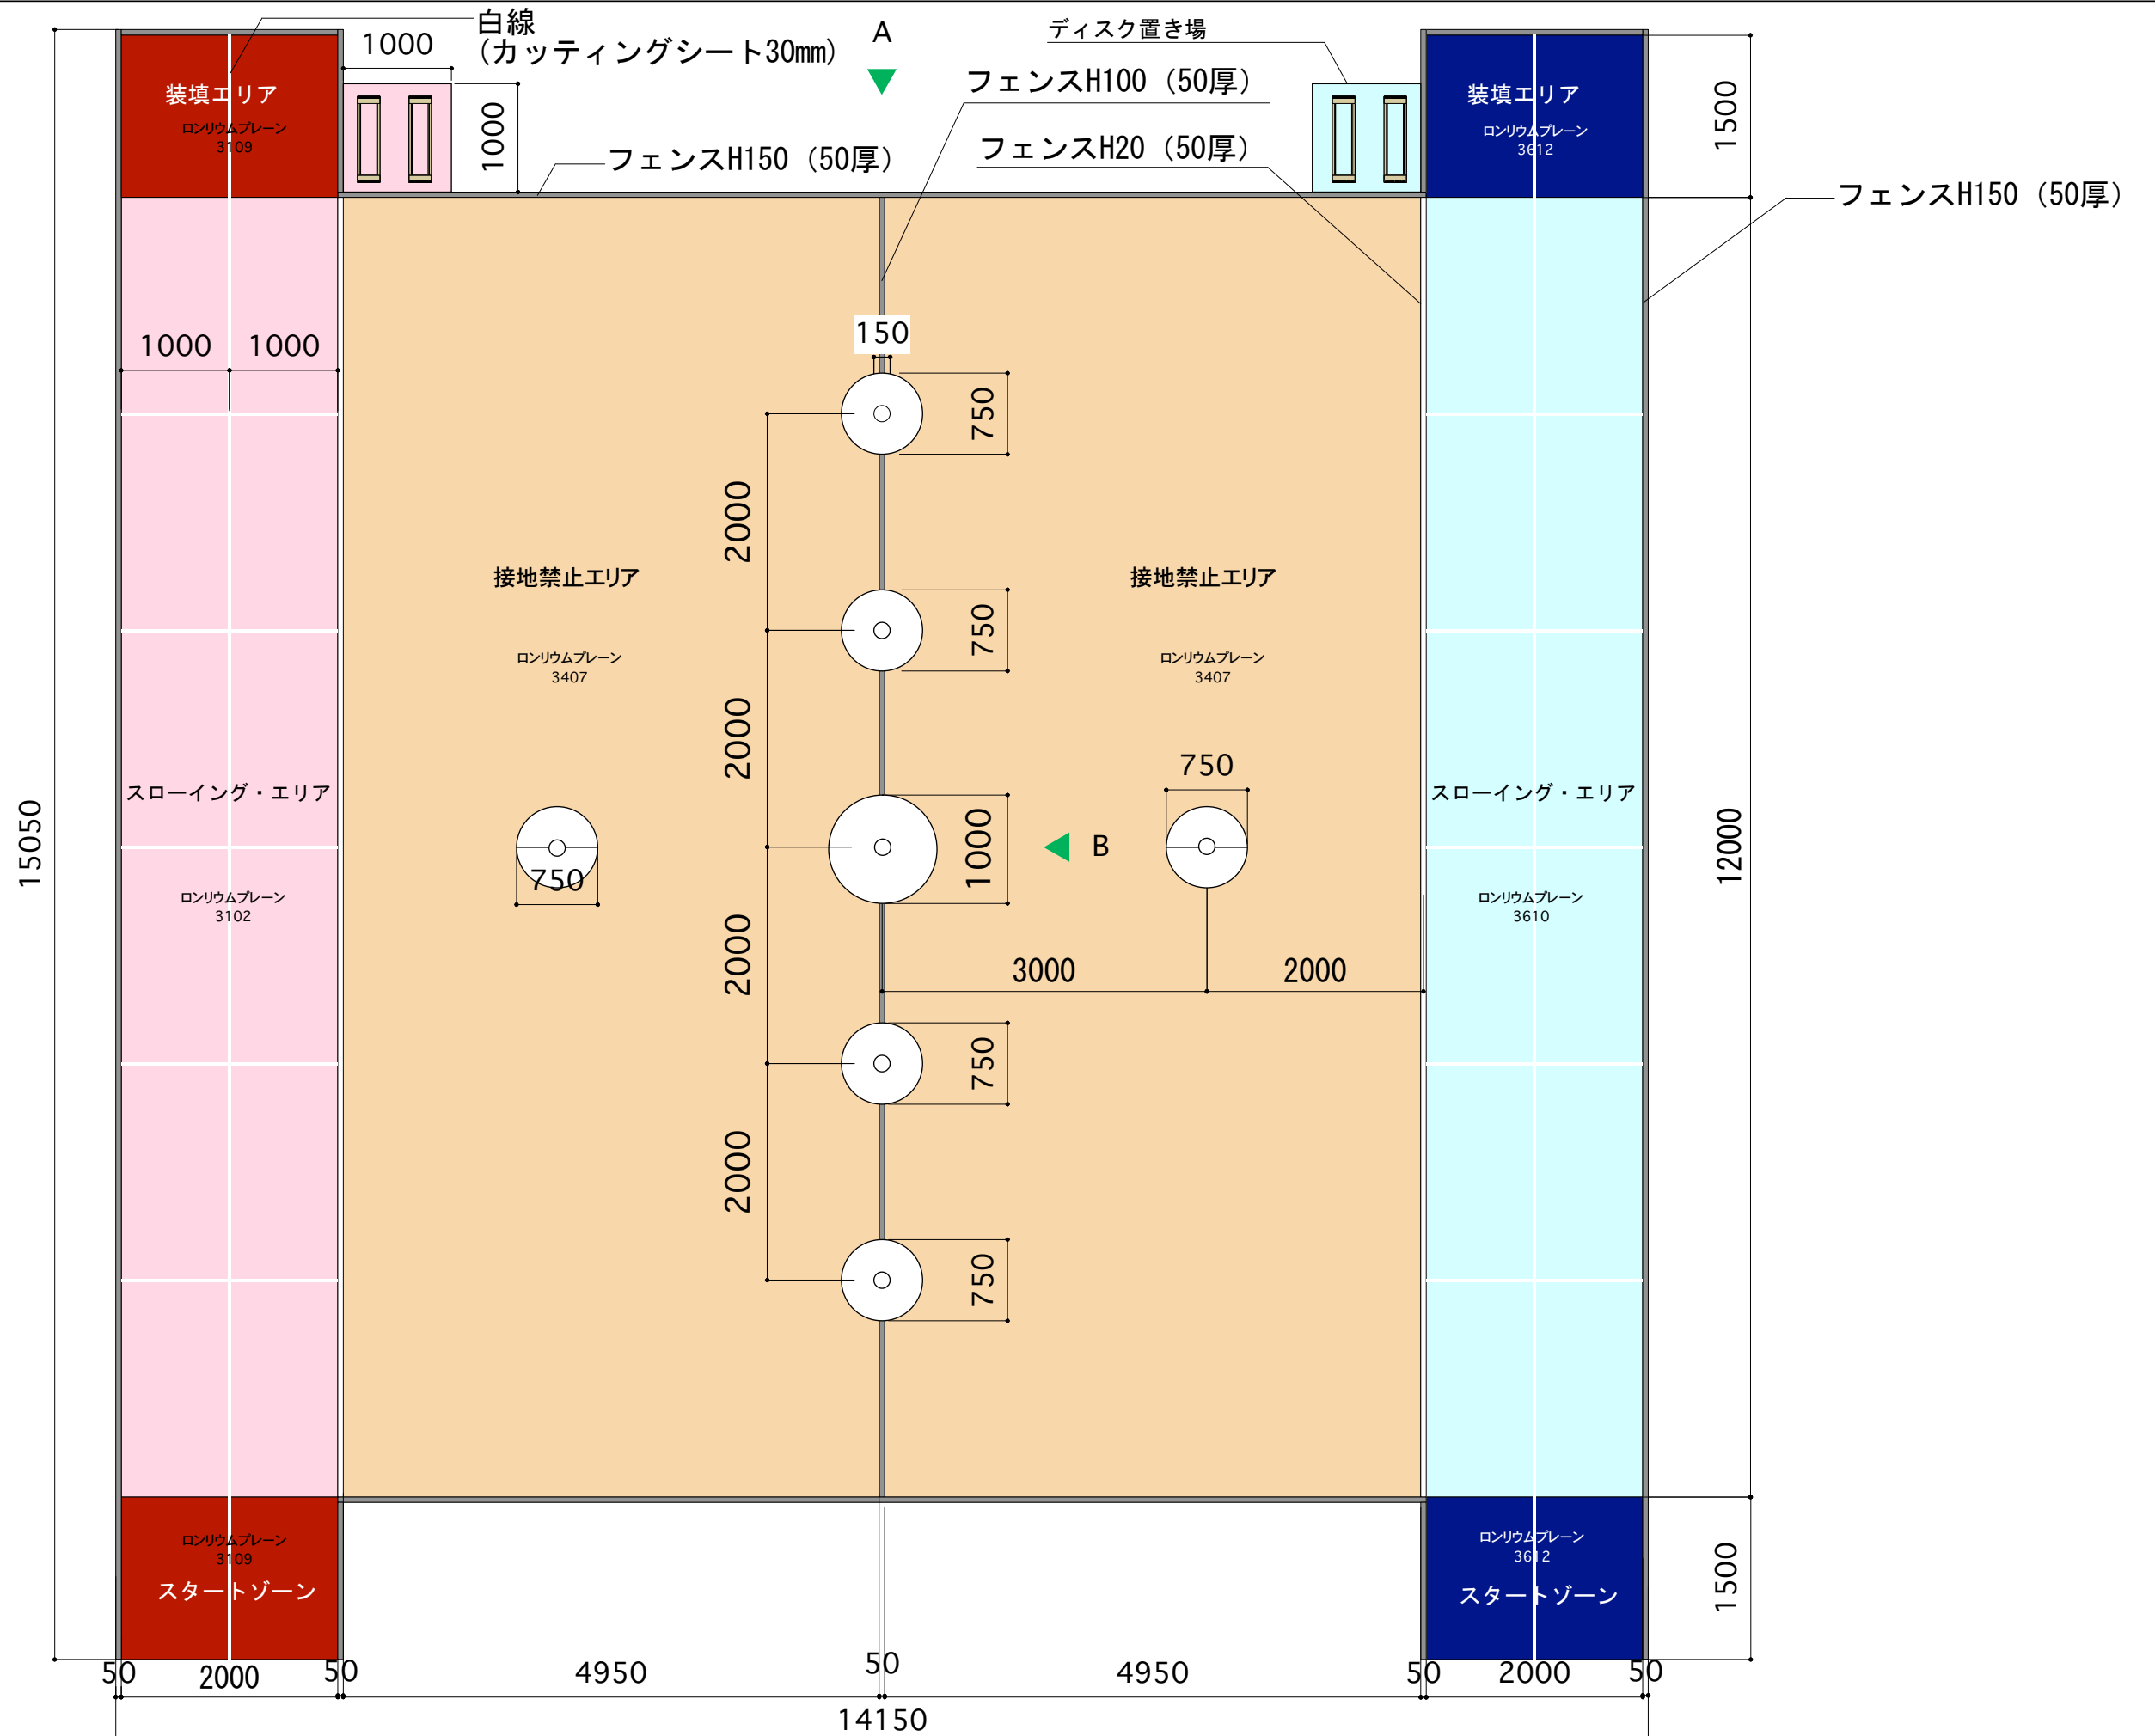 白線
(カッティングシート30mm)
1000
A
ディスク置き場
フェンスH100（50厚）
フェンスH150（50厚）
フェンスH20（50厚）
1000
装填エリア
ロンリウムプレーン
3109
装填エリア
ロンリウムプレーン
3612
1500
フェンスH150（50厚）
1000
1000
150
750
2000
接地禁止エリア
接地禁止エリア
750
ロンリウムプレーン
3407
ロンリウムプレーン
3407
2000
スローイング・エリア
750
スローイング・エリア
15050
750
1000
B
12000
ロンリウムプレーン
3102
ロンリウムプレーン
3610
2000
3000
2000
750
2000
750
ロンリウムプレーン
3109
スタートゾーン
ロンリウムプレーン
3612
スタートゾーン
1500
50
2000
50
4950
50
4950
50
2000
50
14150